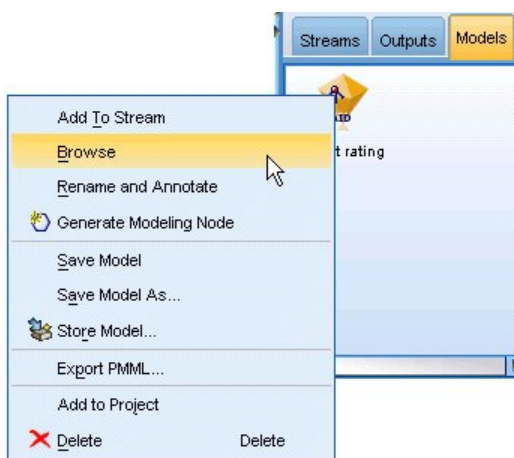 Streams Outputs Models
t rating
Add To Stream
Browse
Rename and Annotate
Generate Modeling Node
Save Model
Save Model As...
Store Model...
Export PMML...
Add to Project
Delete Delete